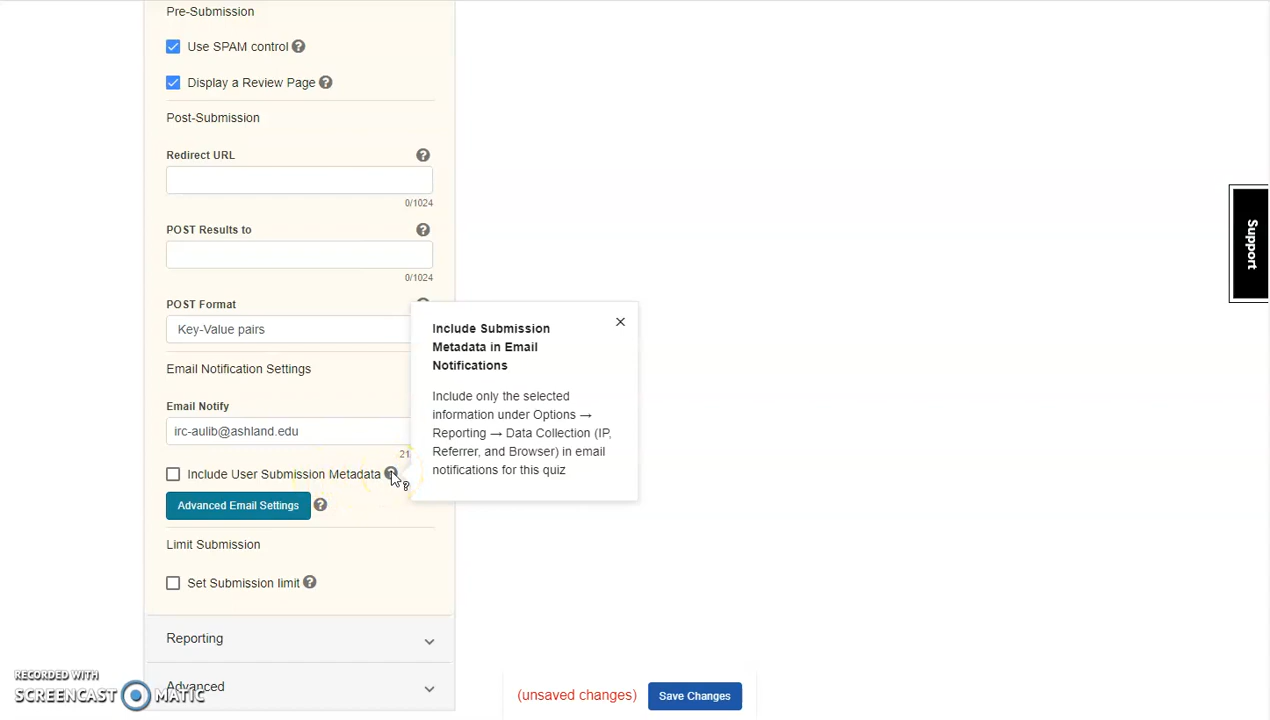 Pre-Submission
Use SPAM control
Display a Review Page
Post-Submission
Redirect URL
0/1024
POST Results to
0/1024
POST Format
Key-Value pairs
Include Submission
Metadata in Email
Notifications
Include only the selected
information under Options →
Reporting → Data Collection (IP,
Referrer, and Browser) in email
notifications for this quiz
Email Notification Settings
Email Notify
irc-aulib@ashland.edu
21
Include User Submission Metadata
Advanced Email Settings
Limit Submission
Set Submission limit
Reporting
Advanced
(unsaved changes)
Save Changes
Support
RECORDED WITH
SCREENCAST MATIC